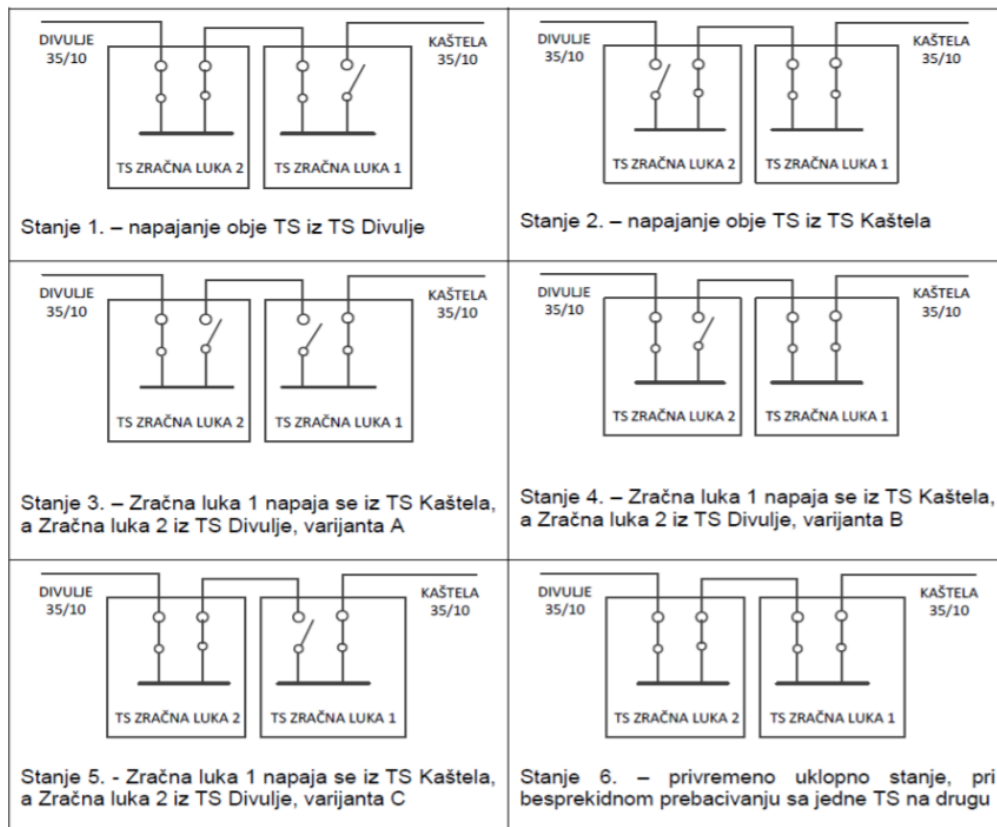 DIVULJE
35/10
KAŠTELA
35/10
TS ZRAČNA LUKA 2
TS ZRAČNA LUKA 1
Stanje 1. – napajanje obje TS iz TS Divulje
DIVULJE
35/10
KAŠTELA
35/10
TS ZRAČNA LUKA 2
TS ZRAČNA LUKA 1
Stanje 2. – napajanje obje TS iz TS Kaštela
DIVULJE
35/10
KAŠTELA
35/10
TS ZRAČNA LUKA 2
TS ZRAČNA LUKA 1
Stanje 3. – Zračna luka 1 napaja se iz TS Kaštela,
a Zračna luka 2 iz TS Divulje, varijanta A
DIVULJE
35/10
KAŠTELA
35/10
TS ZRAČNA LUKA 2
TS ZRAČNA LUKA 1
Stanje 4. – Zračna luka 1 napaja se iz TS Kaštela,
a Zračna luka 2 iz TS Divulje, varijanta B
DIVULJE
35/10
KAŠTELA
35/10
TS ZRAČNA LUKA 2
TS ZRAČNA LUKA 1
Stanje 5. - Zračna luka 1 napaja se iz TS Kaštela,
a Zračna luka 2 iz TS Divulje, varijanta C
DIVULJE
35/10
KAŠTELA
35/10
TS ZRAČNA LUKA 2
TS ZRAČNA LUKA 1
Stanje 6. – privremeno uklopno stanje, pri
besprekidnom prebacivanju sa jedne TS na drugu